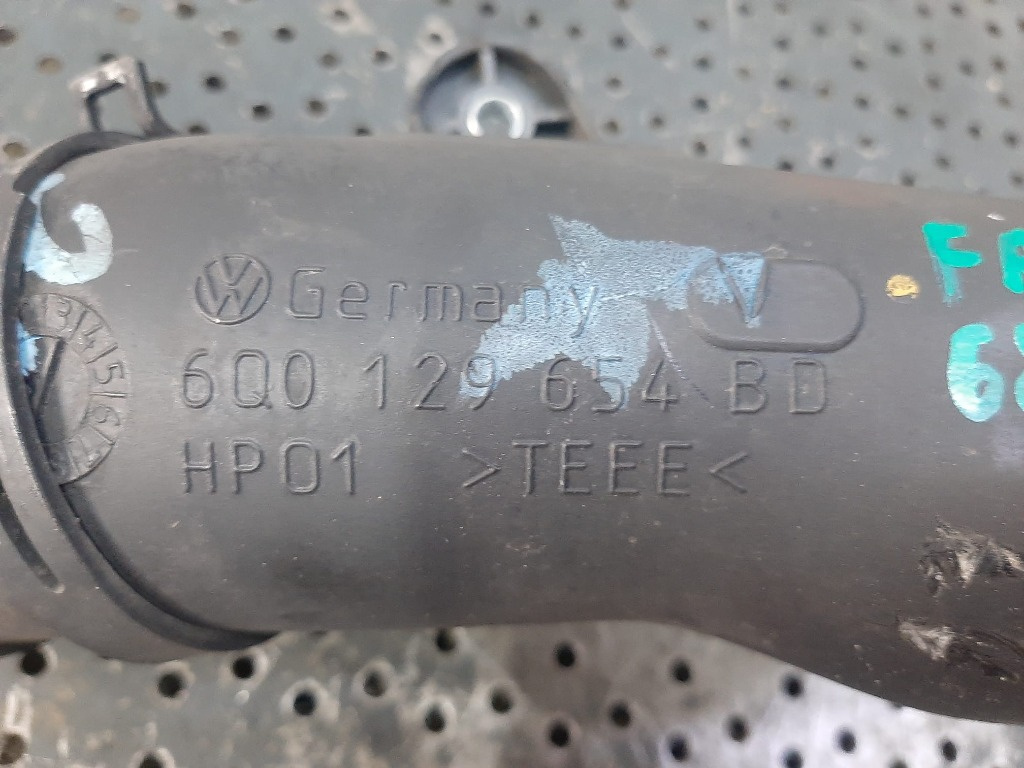 Germany
6Q0 129 654 BD
HP01 >TEEE<